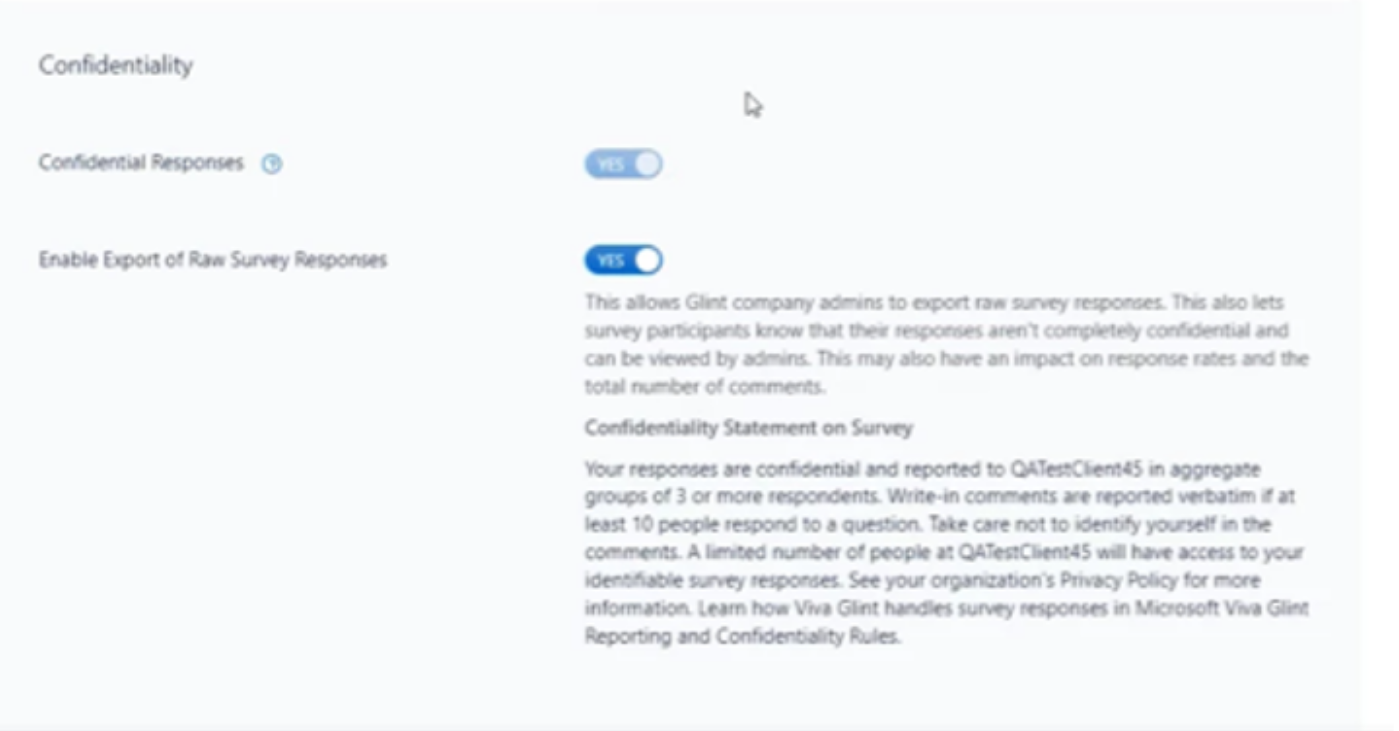 Confidentiality
Confidential Responses
YES
Enable Export of Raw Survey Responses
YES
This allows Glint company admins to export raw survey responses. This also lets
survey participants know that their responses aren't completely confidential and
can be viewed by admins. This may also have an impact on response rates and the
total number of comments.
Confidentiality Statement on Survey
Your responses are confidential and reported to QATestClient45 in aggregate
groups of 3 or more respondents. Write-in comments are reported verbatim if at
least 10 people respond to a question. Take care not to identify yourself in the
comments. A limited number of people at QATestClient45 will have access to your
identifiable survey responses. See your organization's Privacy Policy for more
information. Learn how Viva Glint handles survey responses in Microsoft Viva Glint
Reporting and Confidentiality Rules.